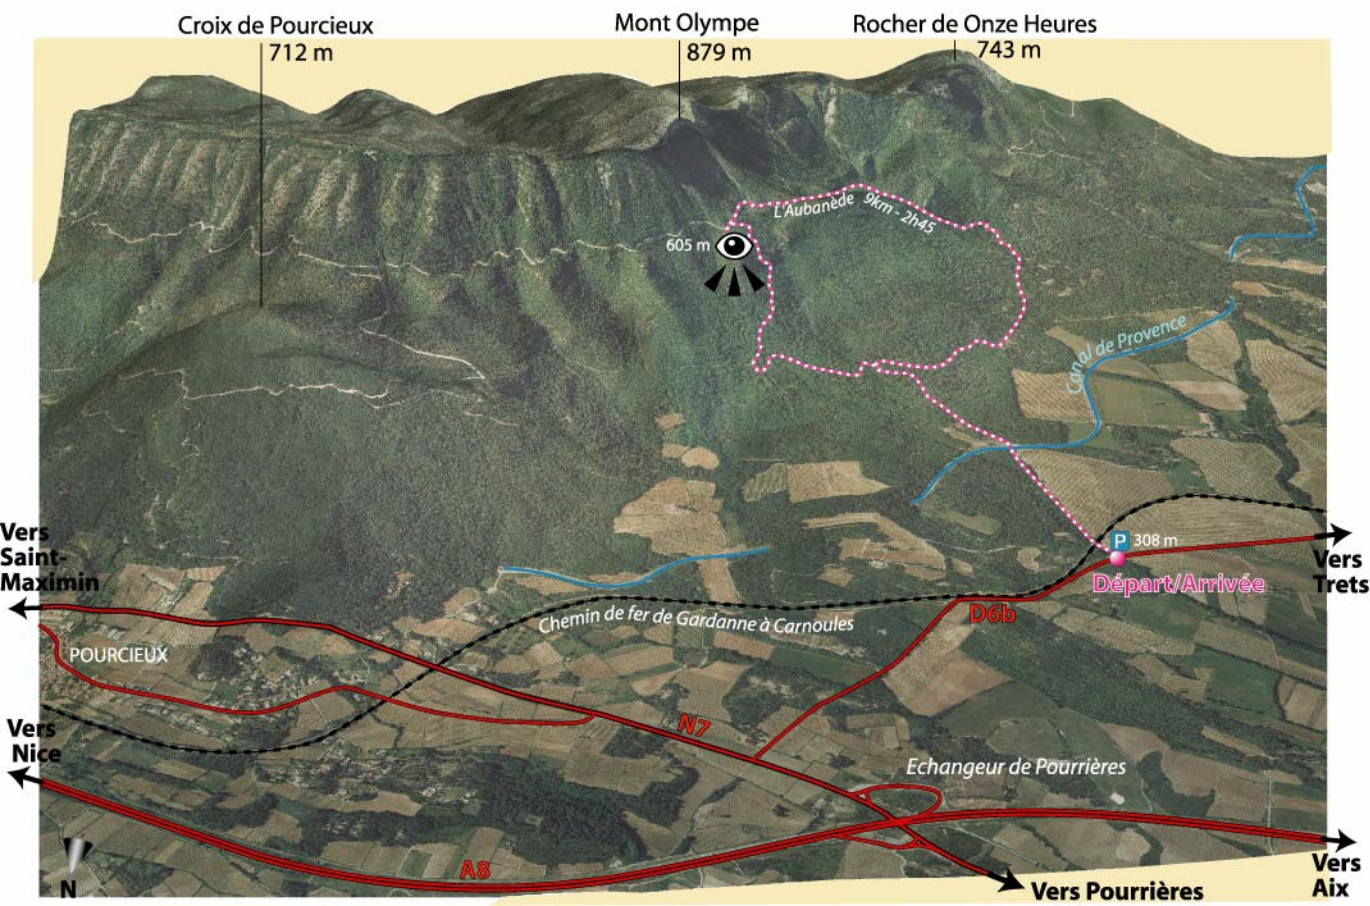 Croix de Pourcieux
712 m
Mont Olympe
879 m
Rocher de Onze Heures
743 m
L'Aubanède 9km - 2h45
605 m
Canal de Provence
Vers
Saint-
Maximin
P 308 m
Départ/Arrivée
Vers
Trets
D6b
Chemin de fer de Gardanne à Carnoules
POURCIEUX
N7
Vers
Nice
Echangeur de Pourrières
A8
N
Vers Pourrières
Vers
Aix